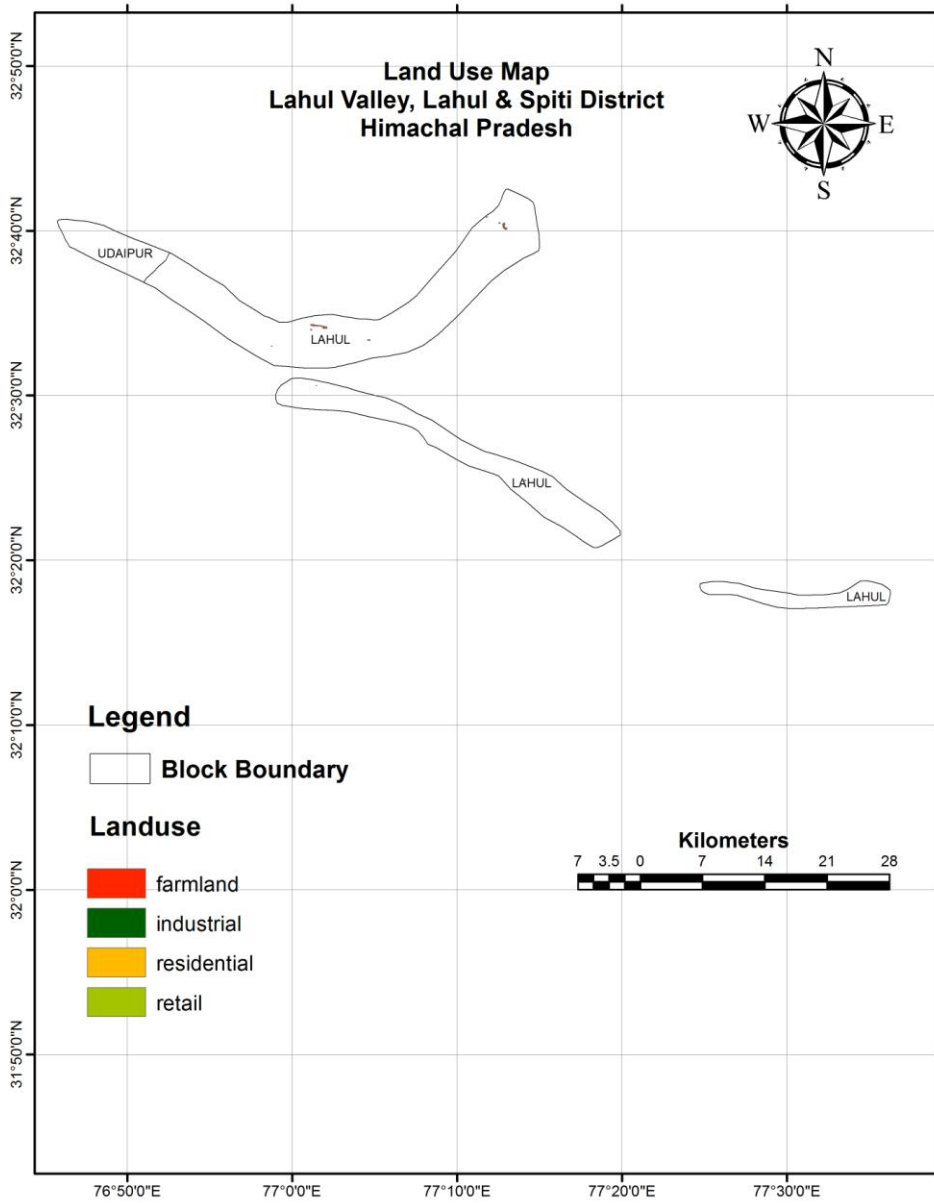 Land Use Map
Lahul Valley, Lahul & Spiti District
Himachal Pradesh
N
W E
S
32°50'0"N
32°40'0"N
32°30'0"N
32°20'0"N
32°10'0"N
32°0'0"N
31°50'0"N
UDAIPUR
LAHUL
LAHUL
LAHUL
Legend
Block Boundary
Landuse
farmland
industrial
residential
retail
Kilometers
7 3.5 0 7 14 21 28
76°50'0"E 77°0'0"E 77°10'0"E 77°20'0"E 77°30'0"E